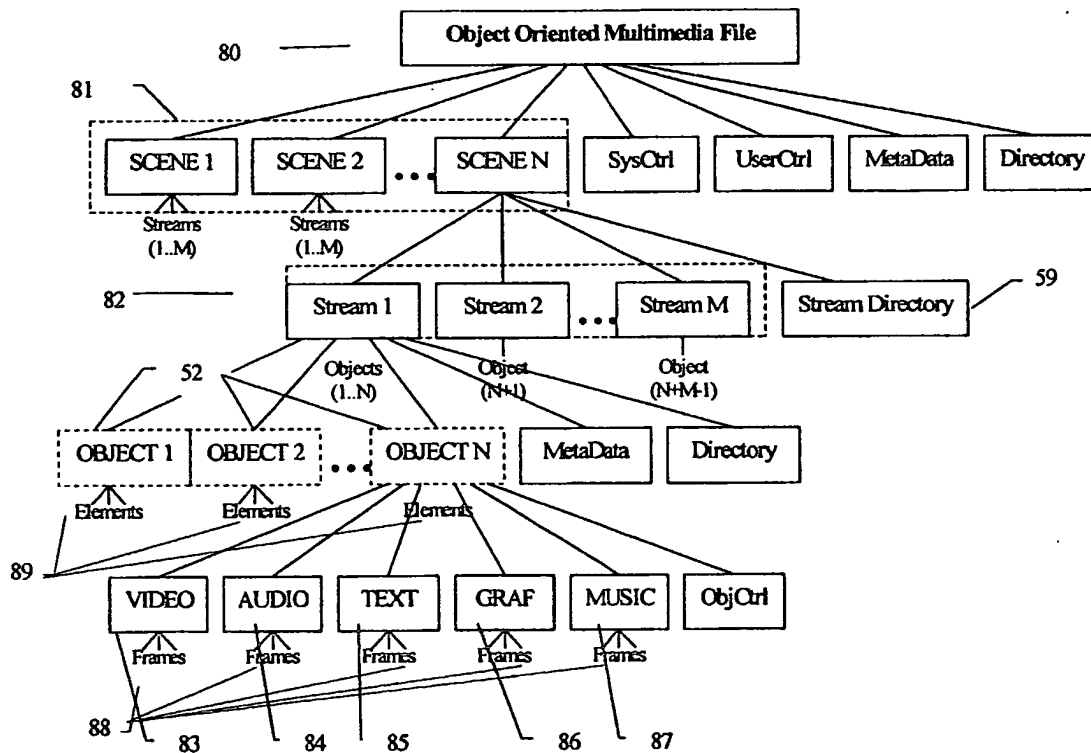 Object Oriented Multimedia File
80
81
SCENE 1 SCENE 2 ••• SCENE N SysCtrl UserCtrl MetaData Directory
Streams Streams
(1..M) (1..M)
82 59
Stream 1 Stream 2 ••• Stream M Stream Directory
52 Objects Object Object
(1..N) (N+1) (N+M-1)
OBJECT 1 OBJECT 2 ••• OBJECT N MetaData Directory
Elements Elements Elements
89
VIDEO AUDIO TEXT GRAF MUSIC ObjCtrl
Frames Frames Frames Frames Frames
88 83 84 85 86 87